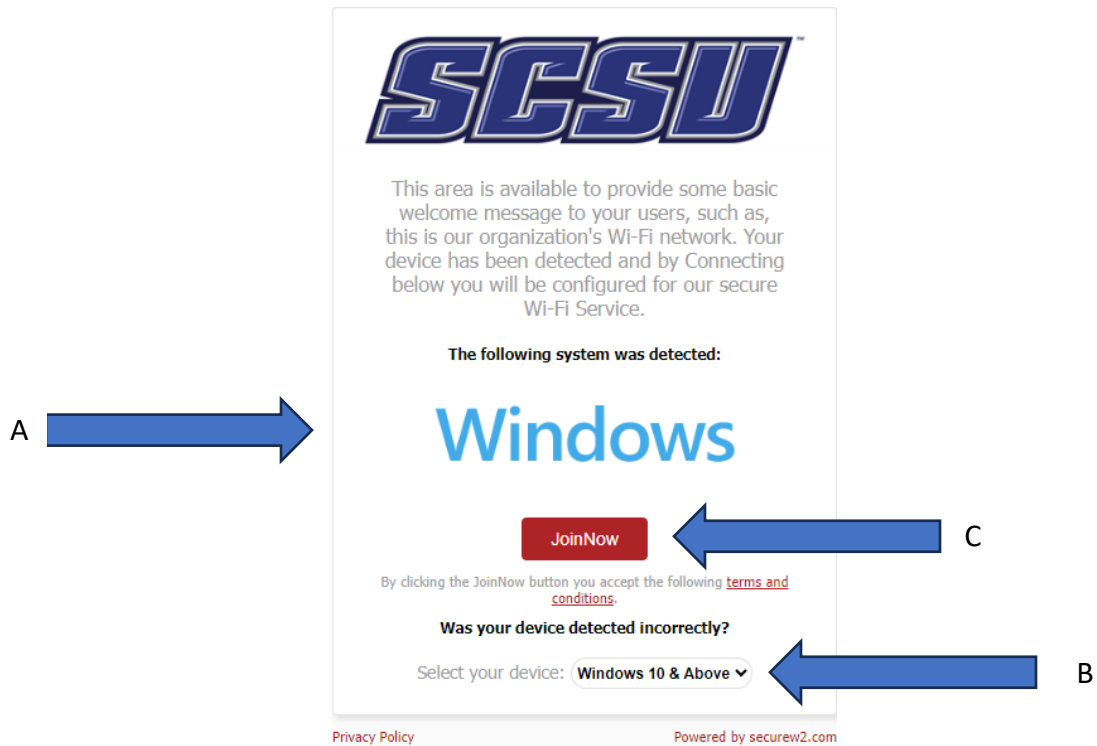 SCSU
™
This area is available to provide some basic
welcome message to your users, such as,
this is our organization's Wi-Fi network. Your
device has been detected and by Connecting
below you will be configured for our secure
Wi-Fi Service.
The following system was detected:
A
Windows
JoinNow
C
By clicking the JoinNow button you accept the following terms and
conditions.
Was your device detected incorrectly?
Select your device: Windows 10 & Above
B
Privacy Policy
Powered by securew2.com